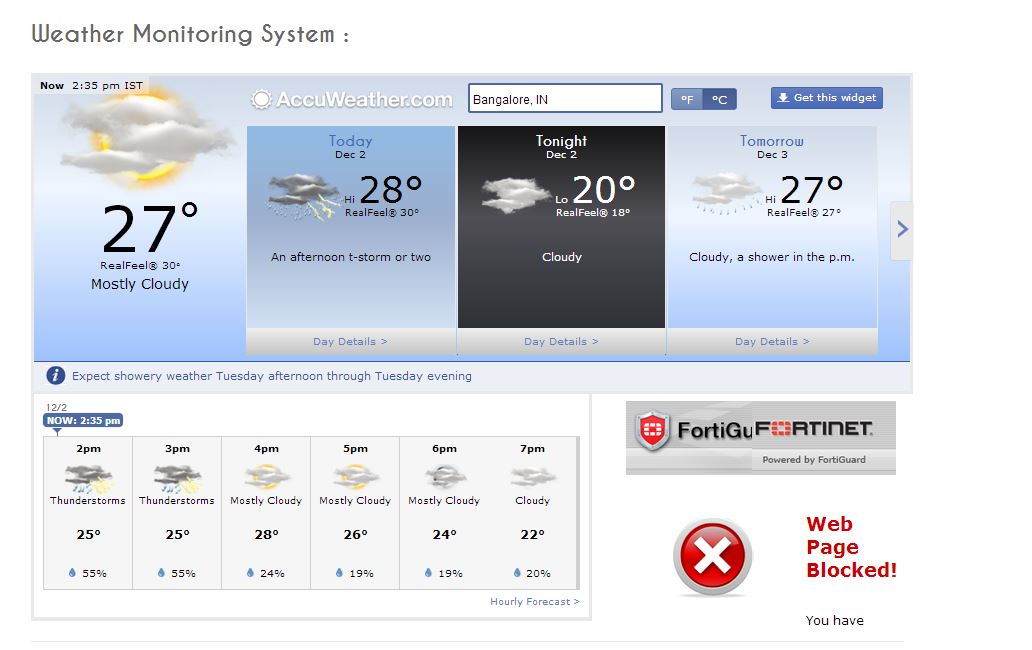 Weather Monitoring System :
Now 2:35 pm IST
AccuWeather.com
Bangalore, IN
°F °C
Get this widget
27°
RealFeel® 30°
Mostly Cloudy
Today
Dec 2
Hi 28°
RealFeel® 30°
An afternoon t-storm or two
Day Details >
Tonight
Dec 2
Lo 20°
RealFeel® 18°
Cloudy
Day Details >
Tomorrow
Dec 3
Hi 27°
RealFeel® 27°
Cloudy, a shower in the p.m.
Day Details >
Expect showery weather Tuesday afternoon through Tuesday evening
12/2
NOW: 2:35 pm
2pm 3pm 4pm 5pm 6pm 7pm
Thunderstorms Thunderstorms Mostly Cloudy Mostly Cloudy Mostly Cloudy Cloudy
25° 25° 28° 26° 24° 22°
55% 55% 24% 19% 19% 20%
Hourly Forecast >
FortiGu FORTINET
Powered by FortiGuard
Web
Page
Blocked!
You have